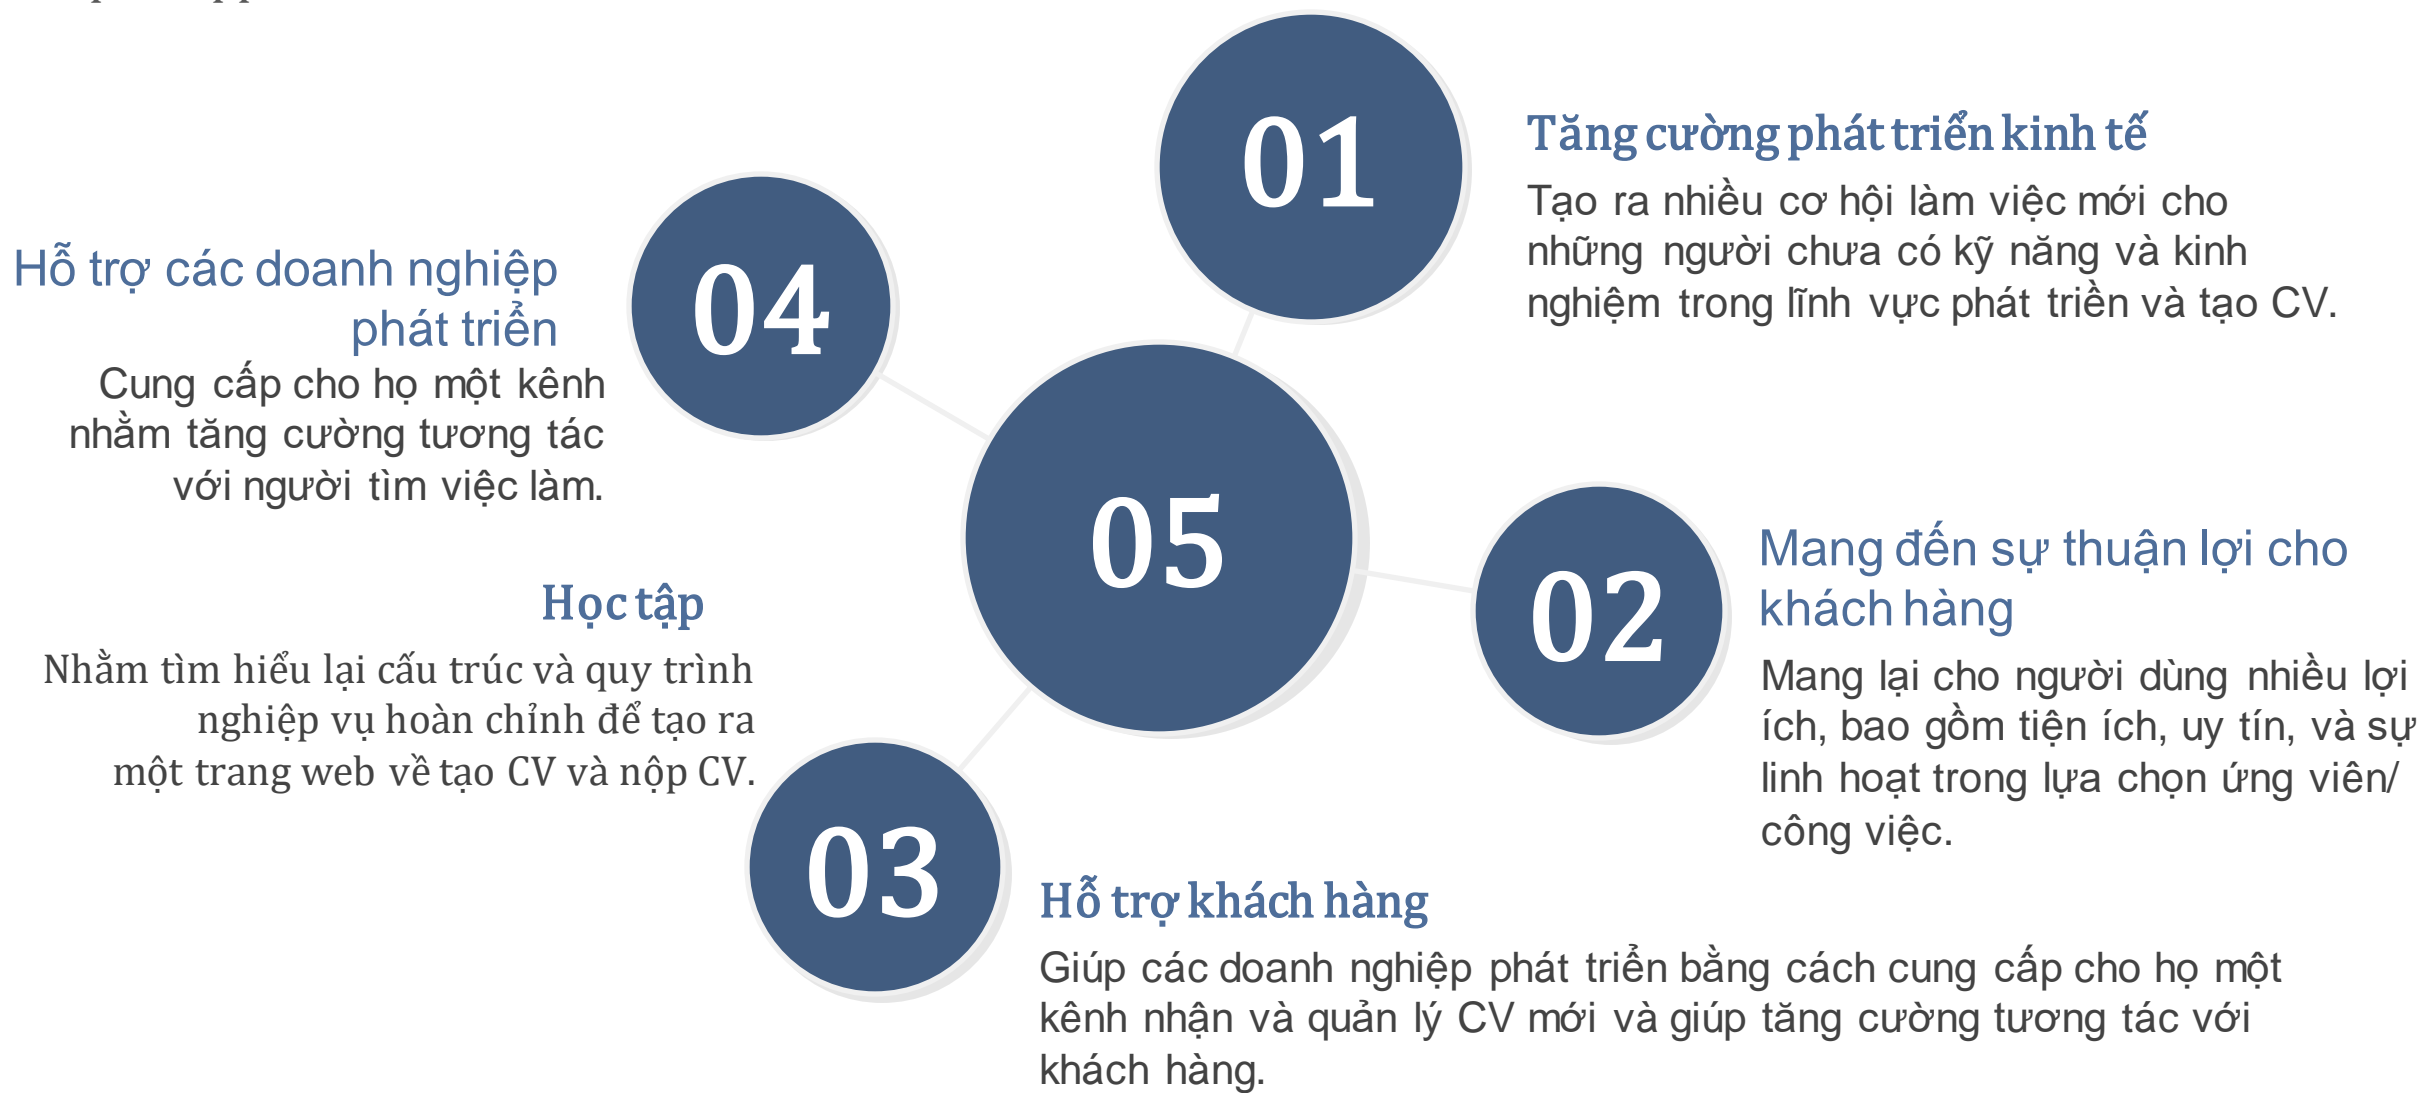 01
Tăng cường phát triển kinh tế
Tạo ra nhiều cơ hội làm việc mới cho
những người chưa có kỹ năng và kinh
nghiệm trong lĩnh vực phát triền và tạo CV.
04
Hỗ trợ các doanh nghiệp
phát triển
Cung cấp cho họ một kênh
nhằm tăng cường tương tác
với người tìm việc làm.
05
02
Mang đến sự thuận lợi cho
khách hàng
Mang lại cho người dùng nhiều lợi
ích, bao gồm tiện ích, uy tín, và sự
linh hoạt trong lựa chọn ứng viên/
công việc.
Học tập
Nhằm tìm hiểu lại cấu trúc và quy trình
nghiệp vụ hoàn chỉnh để tạo ra
một trang web về tạo CV và nộp CV.
03
Hỗ trợ khách hàng
Giúp các doanh nghiệp phát triển bằng cách cung cấp cho họ một
kênh nhận và quản lý CV mới và giúp tăng cường tương tác với
khách hàng.